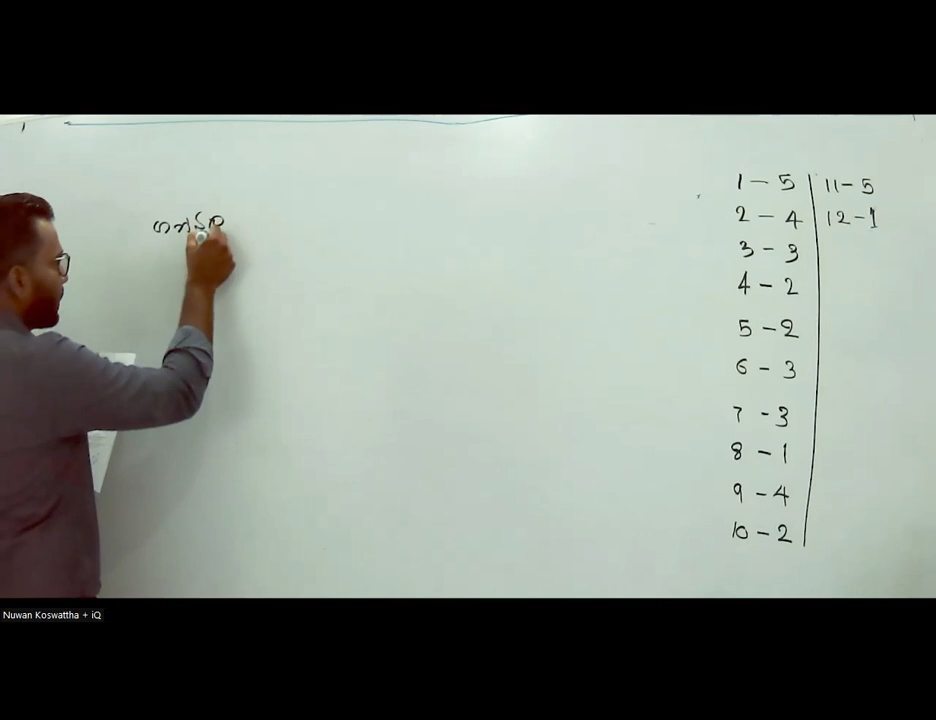 1 - 5
2 - 4
3 - 3
4 - 2
5 - 2
6 - 3
7 - 3
8 - 1
9 - 4
10 - 2
11 - 5
12 - 1
Nuwan Koswattha + iQ